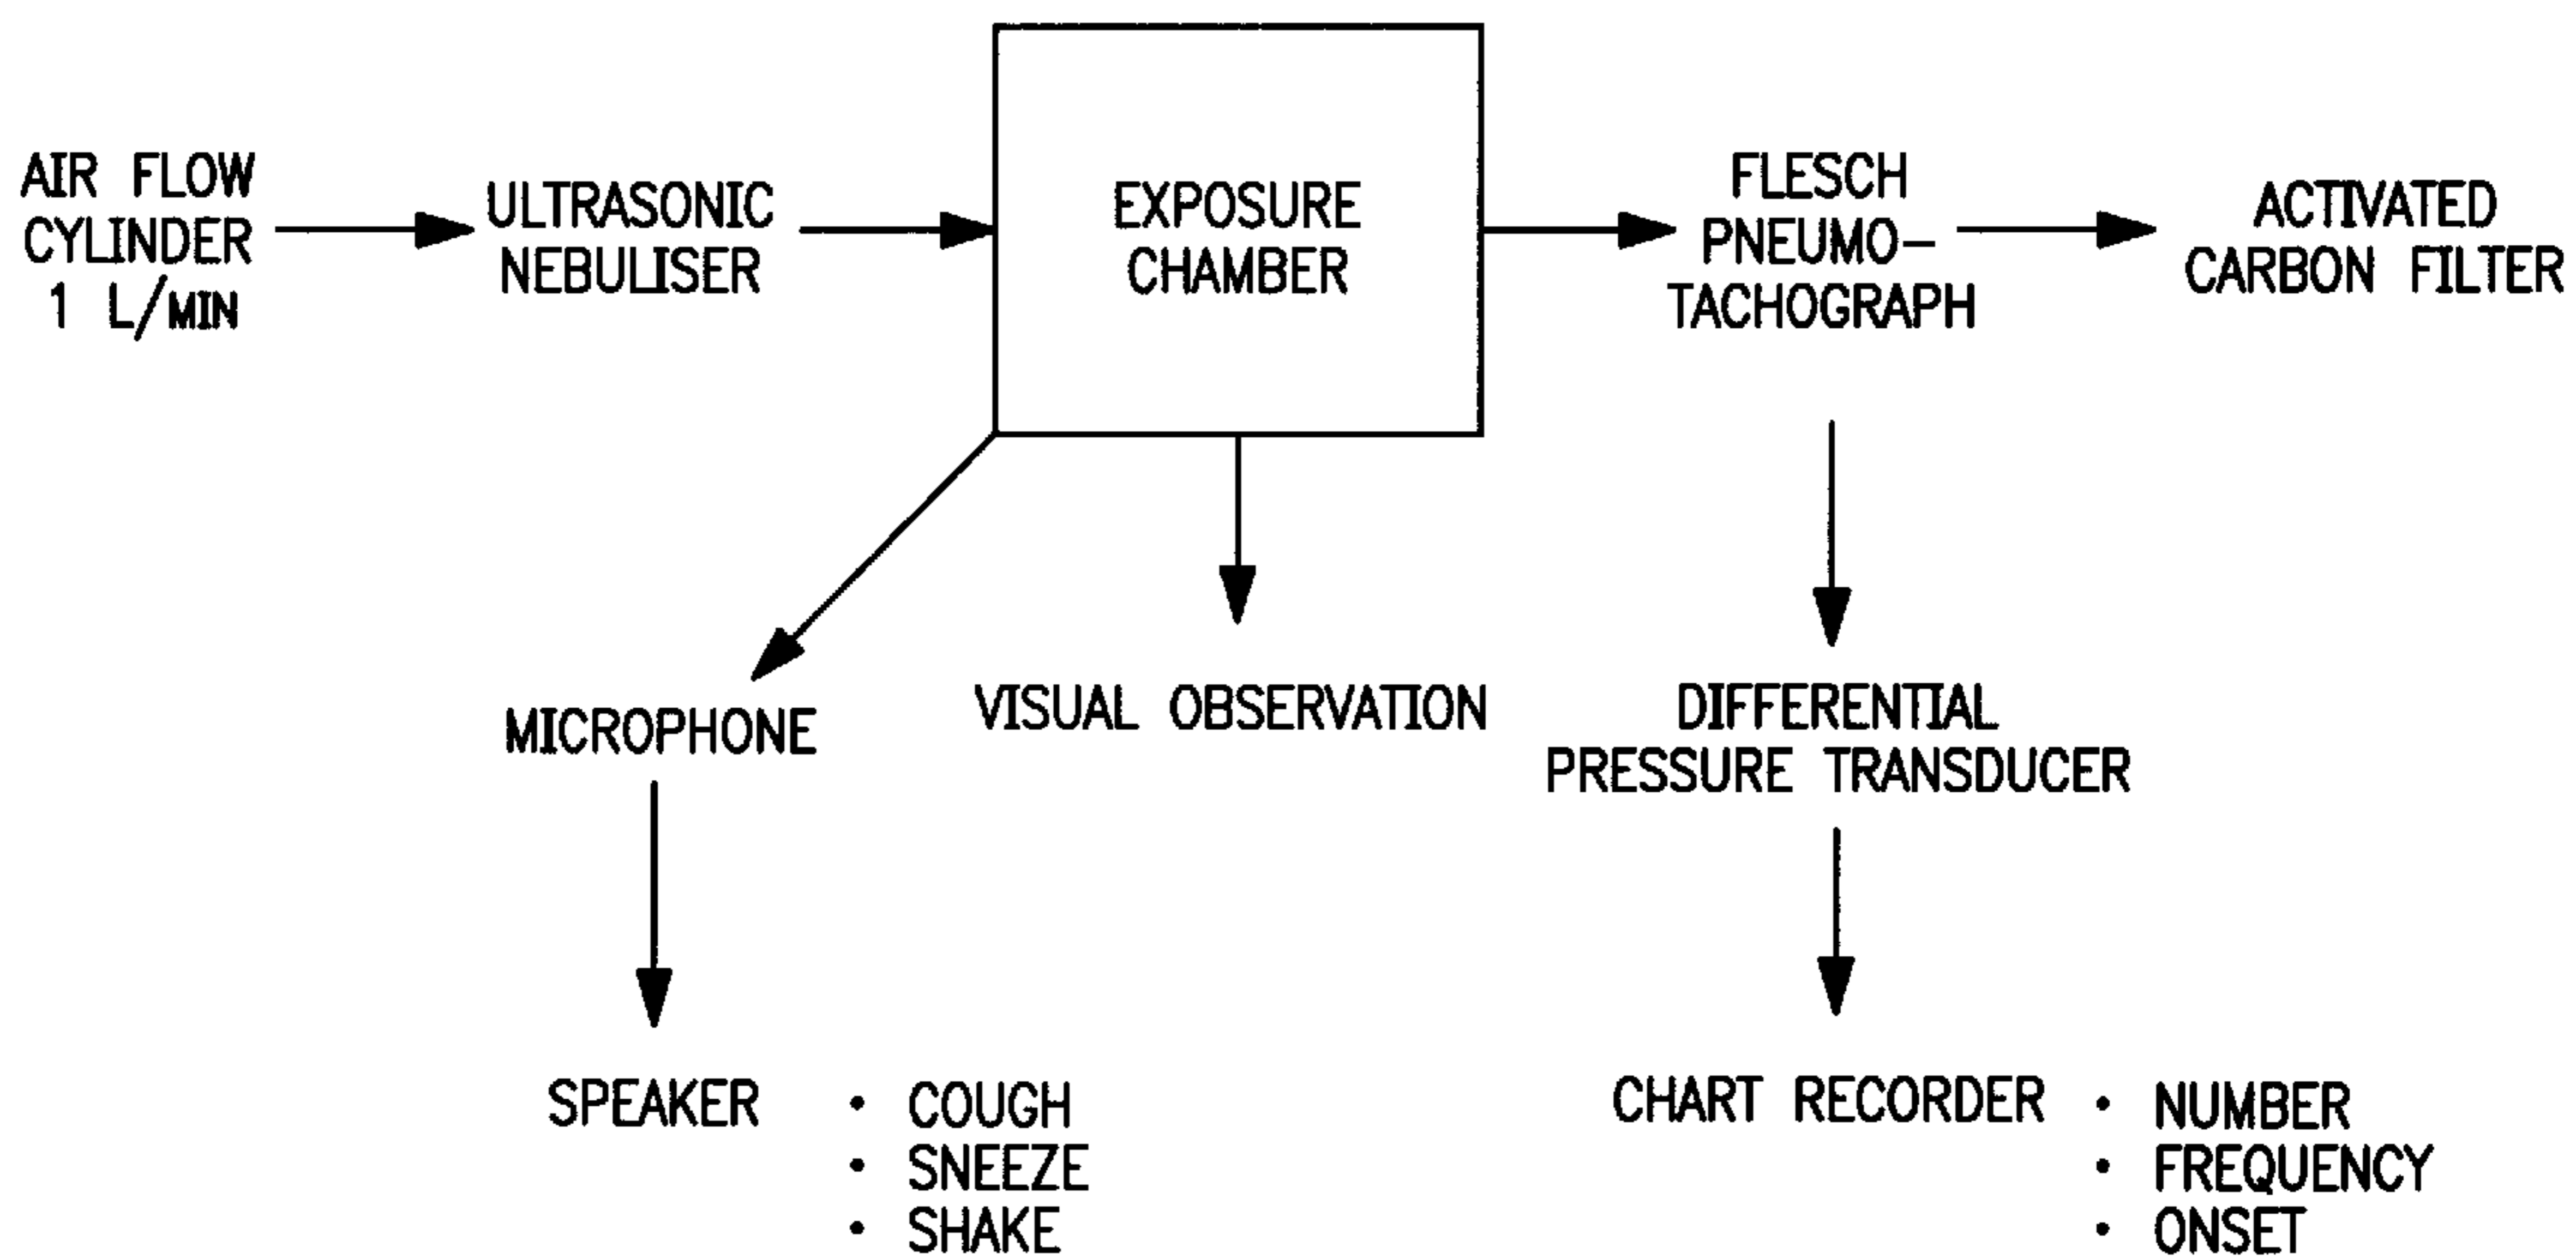 AIR FLOW
CYLINDER
1 L/MIN
ULTRASONIC
NEBULISER
EXPOSURE
CHAMBER
FLESCH
PNEUMO-
TACHOGRAPH
ACTIVATED
CARBON FILTER
MICROPHONE
VISUAL OBSERVATION
DIFFERENTIAL
PRESSURE TRANSDUCER
SPEAKER
• COUGH
• SNEEZE
• SHAKE
CHART RECORDER
• NUMBER
• FREQUENCY
• ONSET